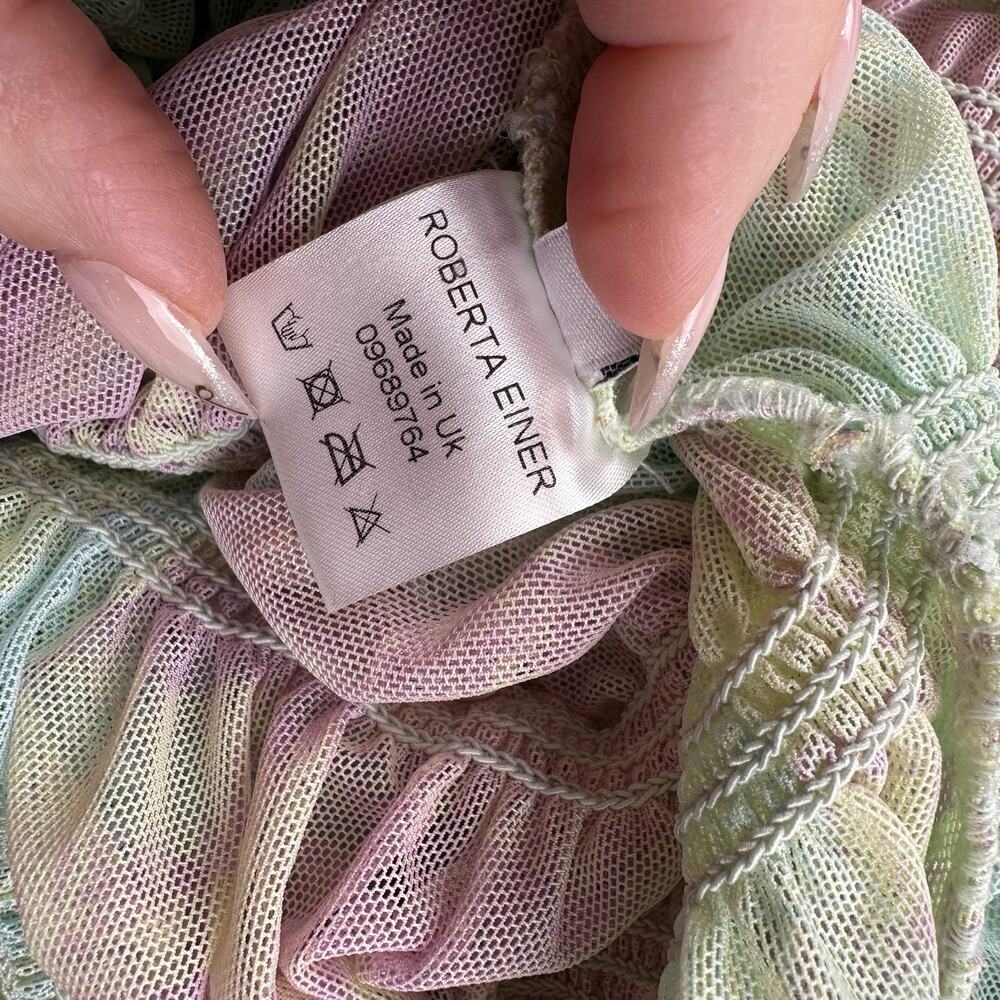 ROBERTA EINER
Made in Uk
09689764